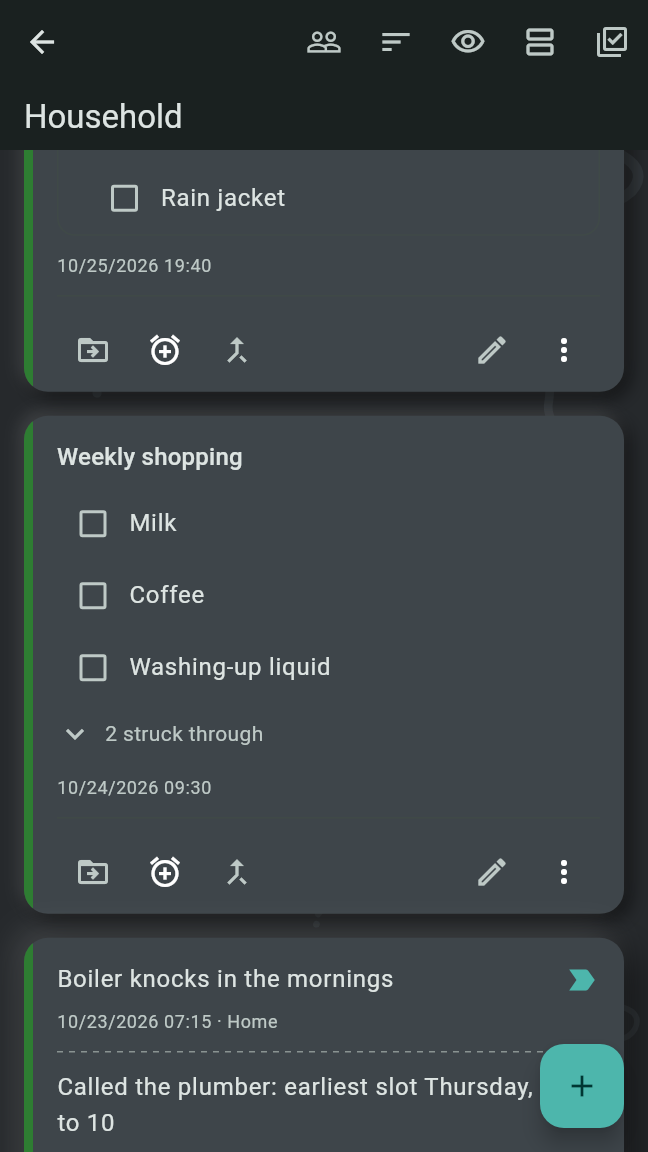 Household
Rain jacket
10/25/2026 19:40
Weekly shopping
Milk
Coffee
Washing-up liquid
2 struck through
10/24/2026 09:30
Boiler knocks in the mornings
10/23/2026 07:15 · Home
Called the plumber: earliest slot Thursday,
to 10